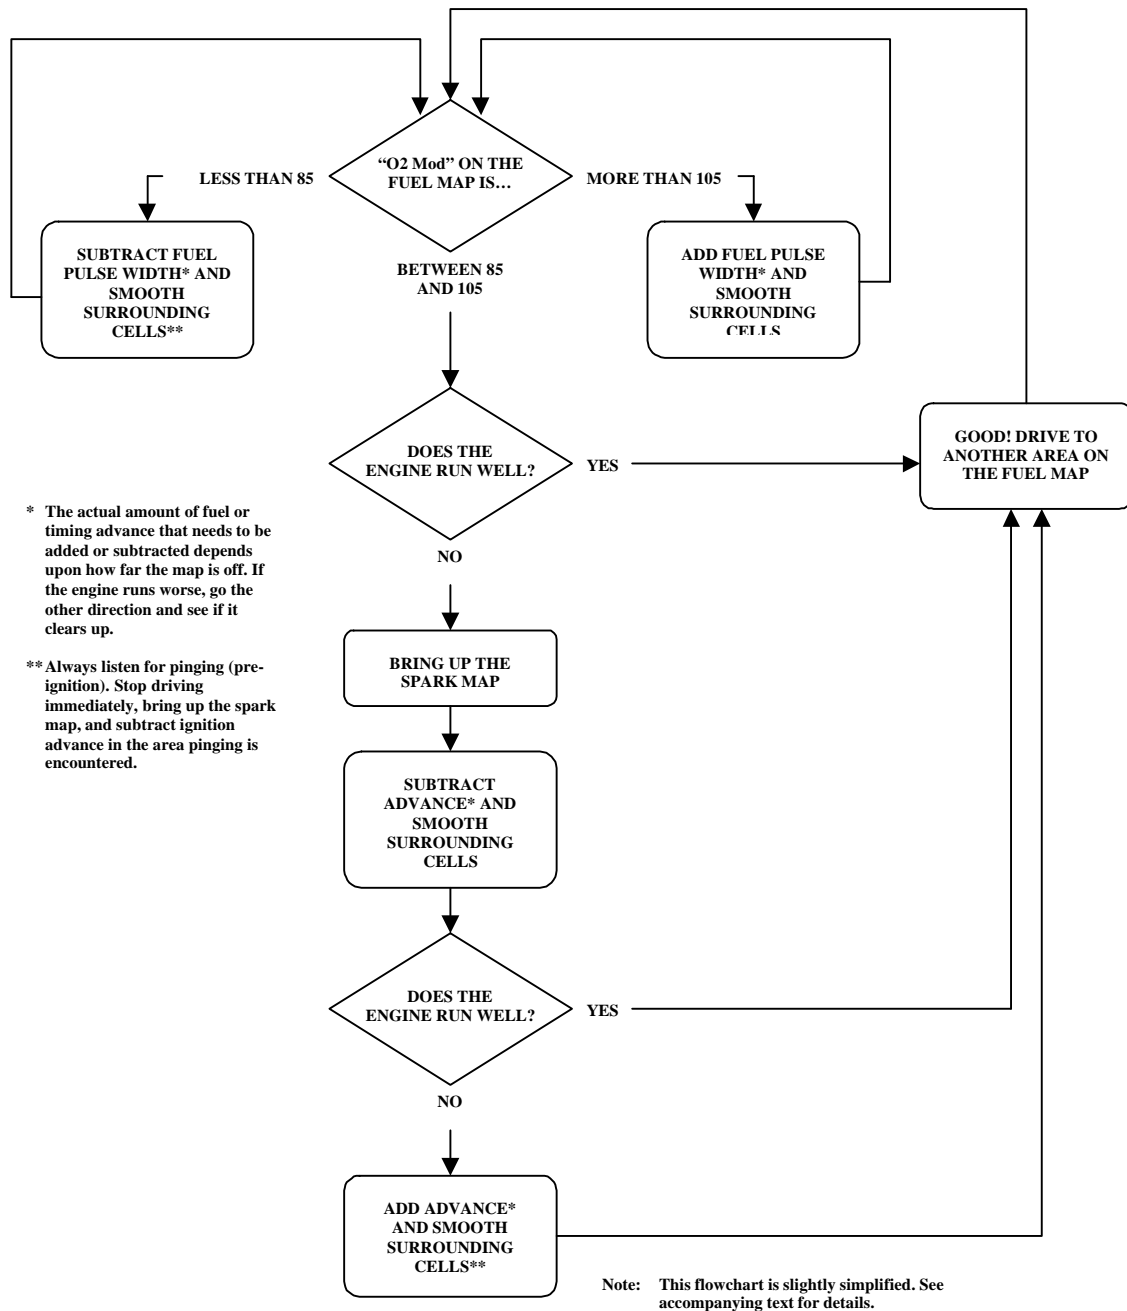 “O2 Mod” ON THE
FUEL MAP IS…
LESS THAN 85
MORE THAN 105
SUBTRACT FUEL
PULSE WIDTH* AND
SMOOTH
SURROUNDING
CELLS**
ADD FUEL PULSE
WIDTH* AND
SMOOTH
SURROUNDING
CELLS
BETWEEN 85
AND 105
DOES THE
ENGINE RUN WELL?
YES
GOOD! DRIVE TO
ANOTHER AREA ON
THE FUEL MAP
NO
* The actual amount of fuel or
timing advance that needs to be
added or subtracted depends
upon how far the map is off. If
the engine runs worse, go the
other direction and see if it
clears up.
** Always listen for pinging (pre-
ignition). Stop driving
immediately, bring up the spark
map, and subtract ignition
advance in the area pinging is
encountered.
BRING UP THE
SPARK MAP
SUBTRACT
ADVANCE* AND
SMOOTH
SURROUNDING
CELLS
DOES THE
ENGINE RUN WELL?
YES
NO
ADD ADVANCE*
AND SMOOTH
SURROUNDING
CELLS**
Note: This flowchart is slightly simplified. See
accompanying text for details.